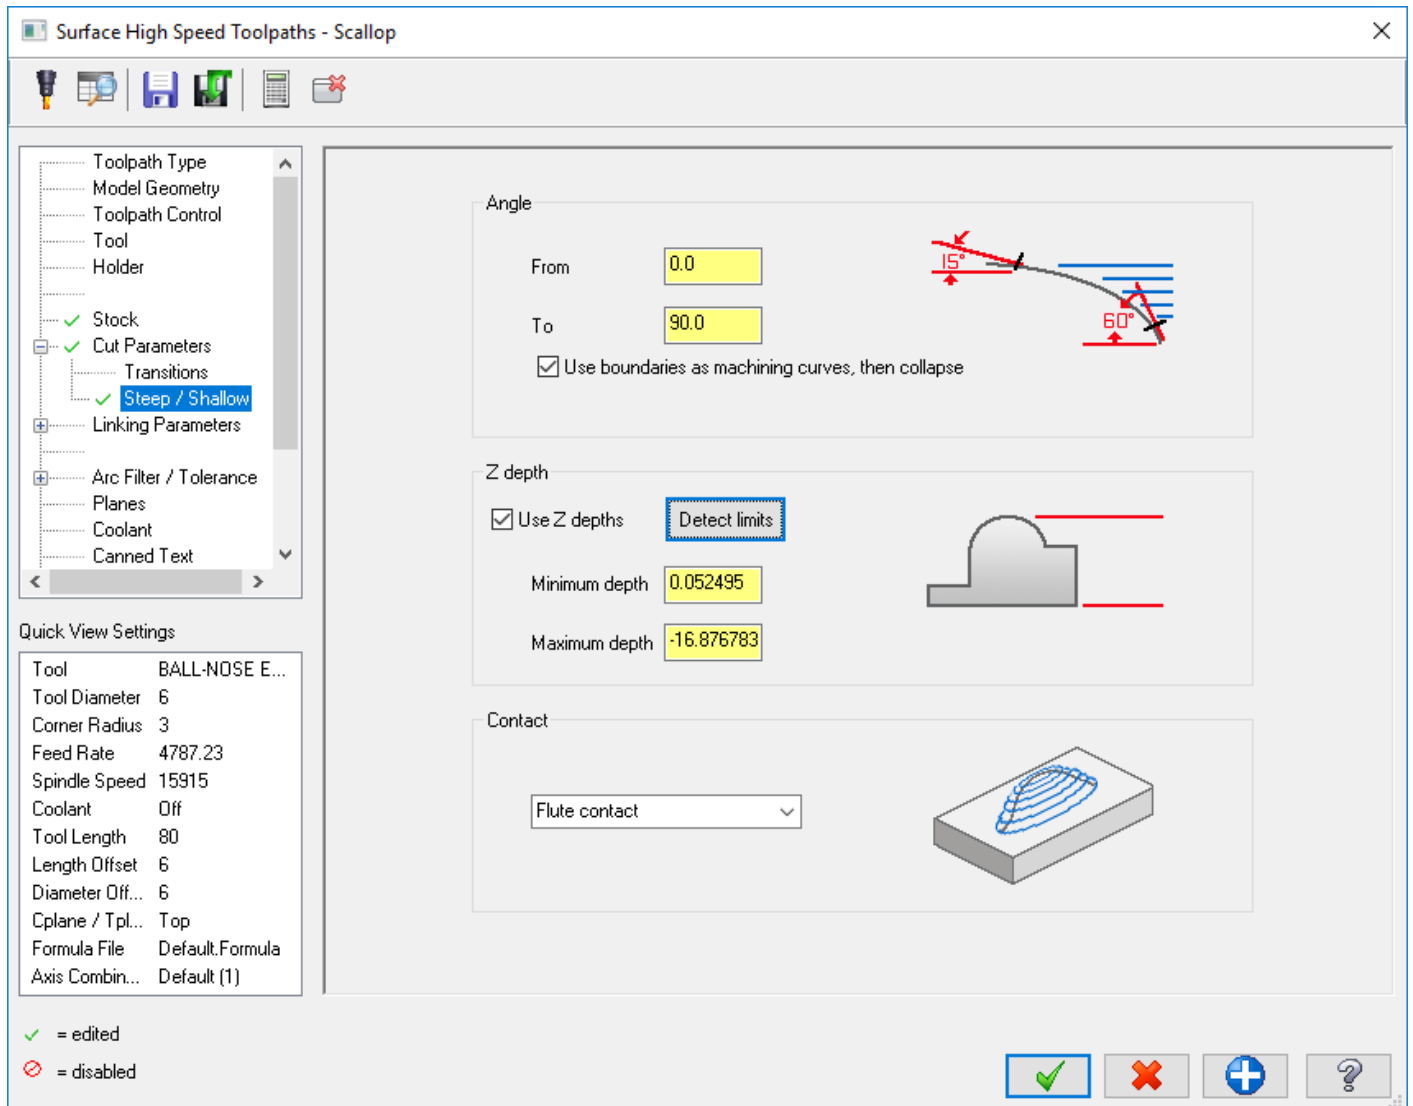 Surface High Speed Toolpaths - Scallop
Toolpath Type
Model Geometry
Toolpath Control
Tool
Holder
Stock
Cut Parameters
Transitions
Steep / Shallow
Linking Parameters
Arc Filter / Tolerance
Planes
Coolant
Canned Text
Quick View Settings
Tool BALL-NOSE E...
Tool Diameter 6
Corner Radius 3
Feed Rate 4787.23
Spindle Speed 15915
Coolant Off
Tool Length 80
Length Offset 6
Diameter Off... 6
Cplane / Tpl... Top
Formula File Default.Formula
Axis Combin... Default (1)
= edited
= disabled
Angle
From 0.0
To 90.0
Use boundaries as machining curves, then collapse
15°
60°
Z depth
Use Z depths Detect limits
Minimum depth 0.052495
Maximum depth -16.876783
Contact
Flute contact